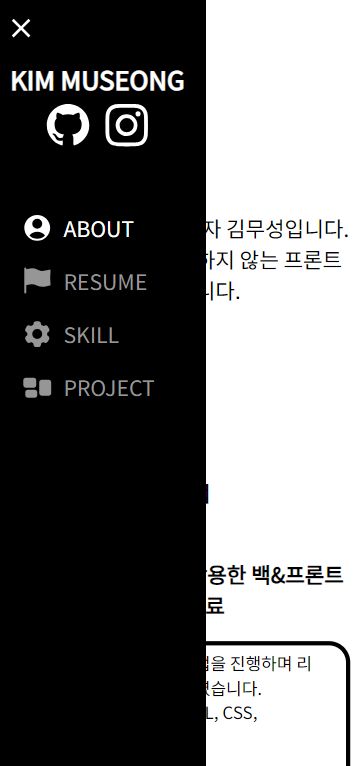 KIM MUSEONG
ABOUT
RESUME
SKILL
PROJECT
자 김무성입니다.
하지 않는 프론트
니다.
용한 백&프론트
료
업을 진행하며 리
였습니다.
L, CSS,